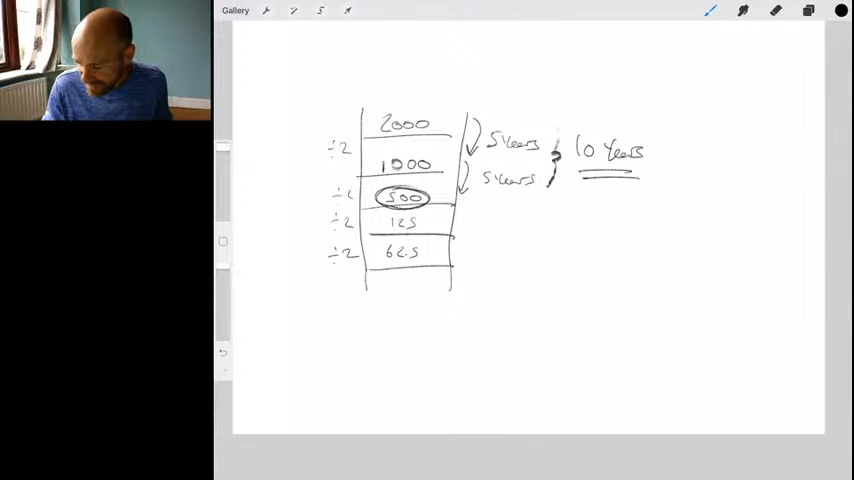 Gallery
2000
÷2 5 Years
1000 10 Years
÷2 500 5 Years
÷2 125
÷2 62.5